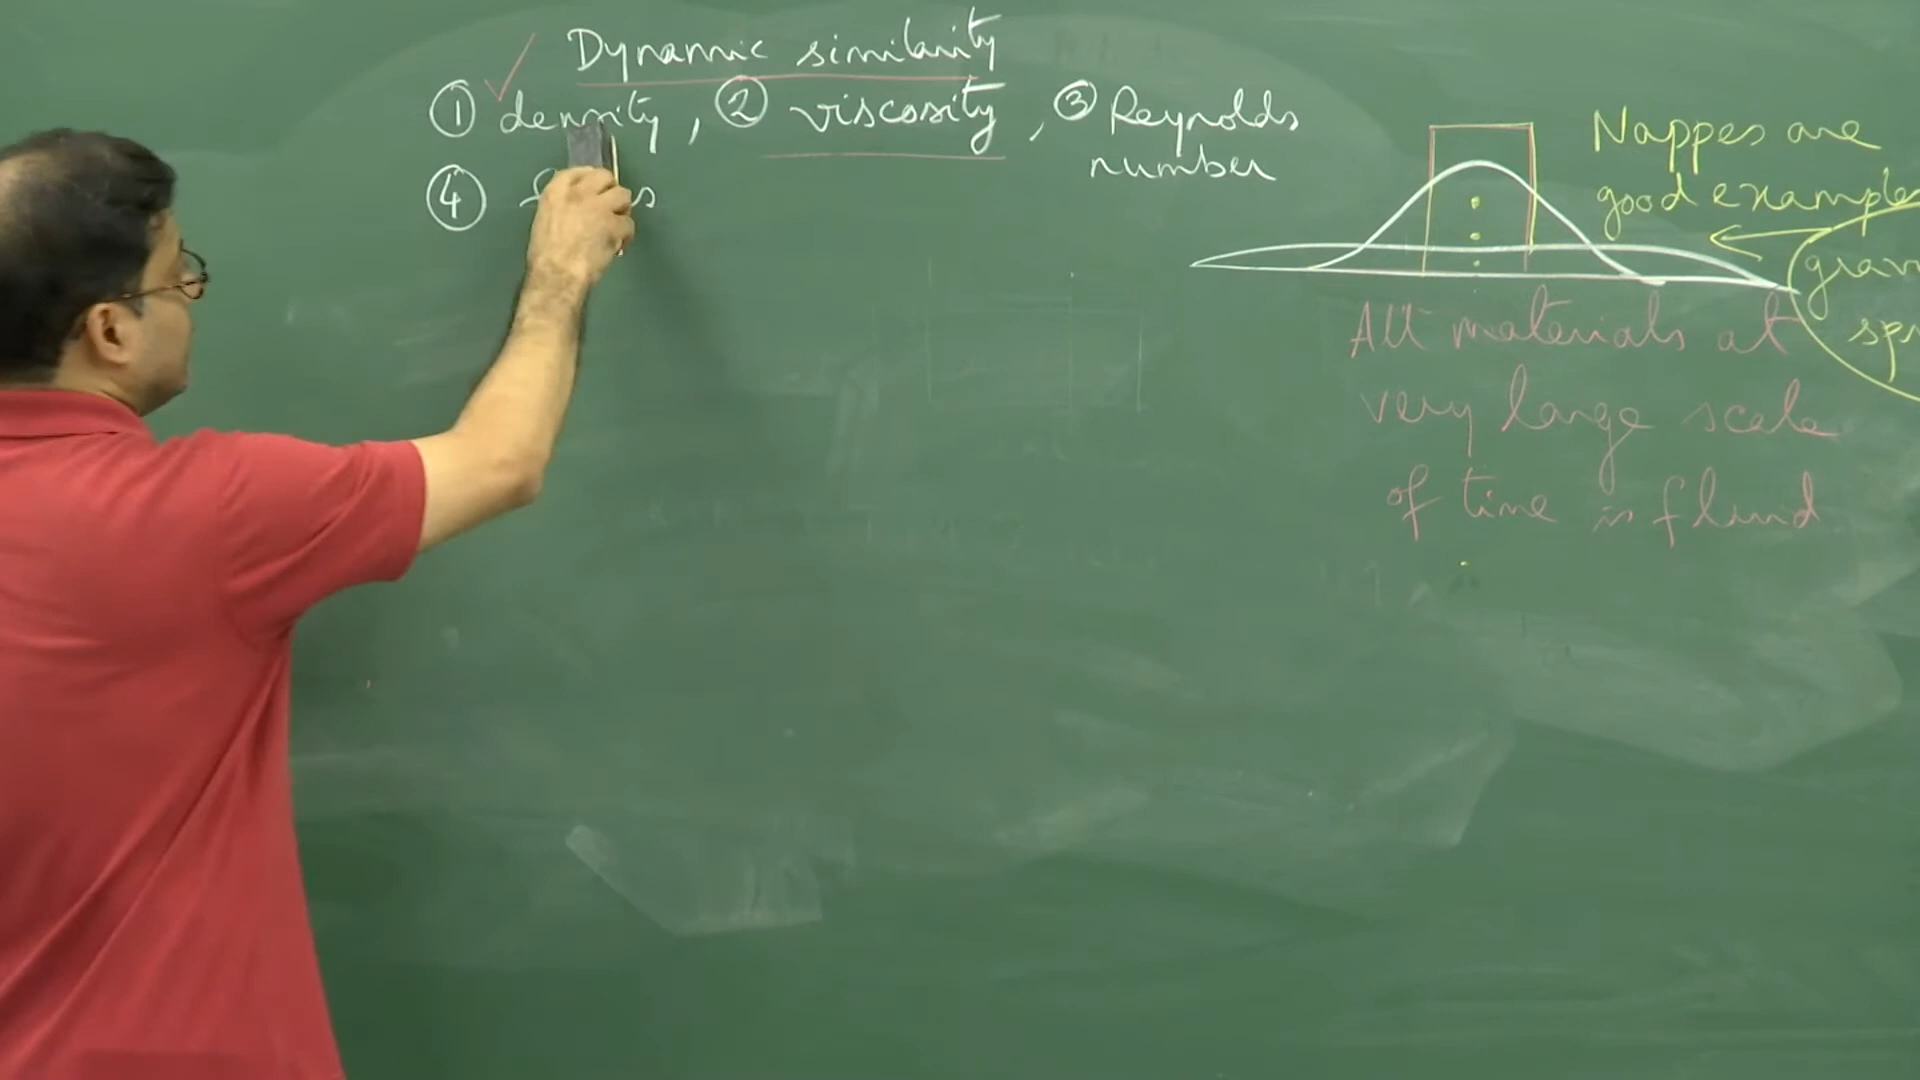 Dynamic similarity
① density, ② viscosity, ③ Reynolds
number
④
Nappes are
good example
All materials at
very large scale
of time is fluid